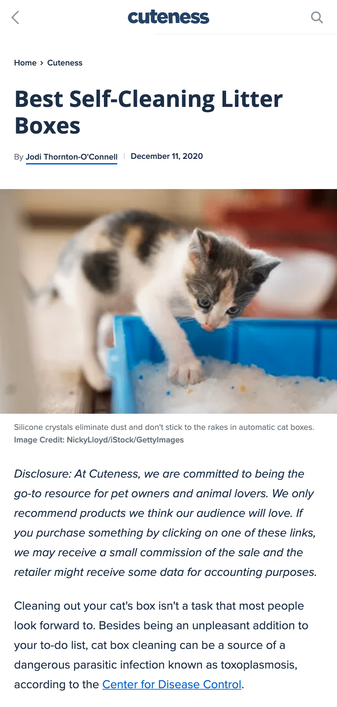 cuteness
Home › Cuteness
Best Self-Cleaning Litter
Boxes
By Jodi Thornton-O'Connell | December 11, 2020
Silicone crystals eliminate dust and don't stick to the rakes in automatic cat boxes.
Image Credit: NickyLloyd/iStock/GettyImages
Disclosure: At Cuteness, we are committed to being the
go-to resource for pet owners and animal lovers. We only
recommend products we think our audience will love. If
you purchase something by clicking on one of these links,
we may receive a small commission of the sale and the
retailer might receive some data for accounting purposes.
Cleaning out your cat's box isn't a task that most people
look forward to. Besides being an unpleasant addition to
your to-do list, cat box cleaning can be a source of a
dangerous parasitic infection known as toxoplasmosis,
according to the Center for Disease Control.